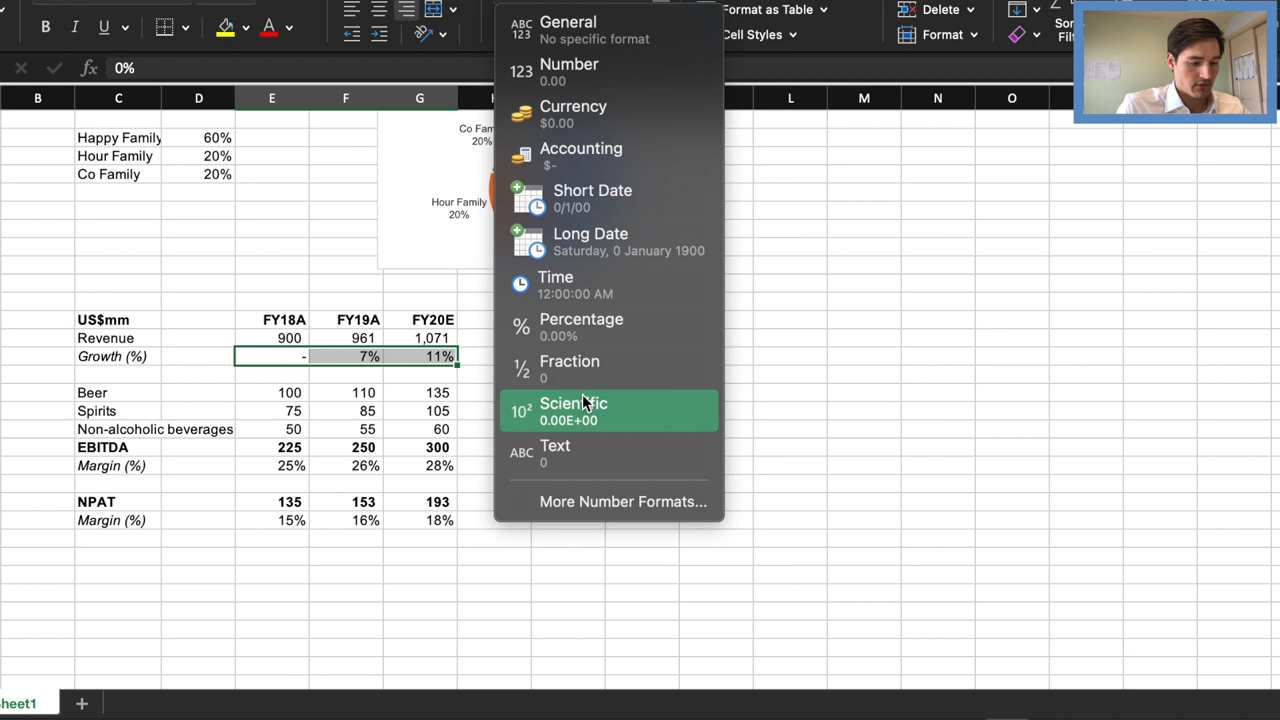 General
No specific format
Number
0.00
Currency
$0.00
Accounting
$-
Short Date
0/1/00
Long Date
Saturday, 0 January 1900
Time
12:00:00 AM
Percentage
0.00%
Fraction
0
Scientific
0.00E+00
Text
0
More Number Formats...
ABC
123
123
%
½
10²
ABC
B I U A
Format as Table
Cell Styles
Delete
Format
fx 0%
B C D E F G L M N O
Happy Family 60%
Hour Family 20%
Co Family 20%
20%
Hour Family
20%
US$mm FY18A FY19A FY20E
Revenue 900 961 1,071
Growth (%) - 7% 11%
Beer 100 110 135
Spirits 75 85 105
Non-alcoholic beverages 50 55 60
EBITDA 225 250 300
Margin (%) 25% 26% 28%
NPAT 135 153 193
Margin (%) 15% 16% 18%